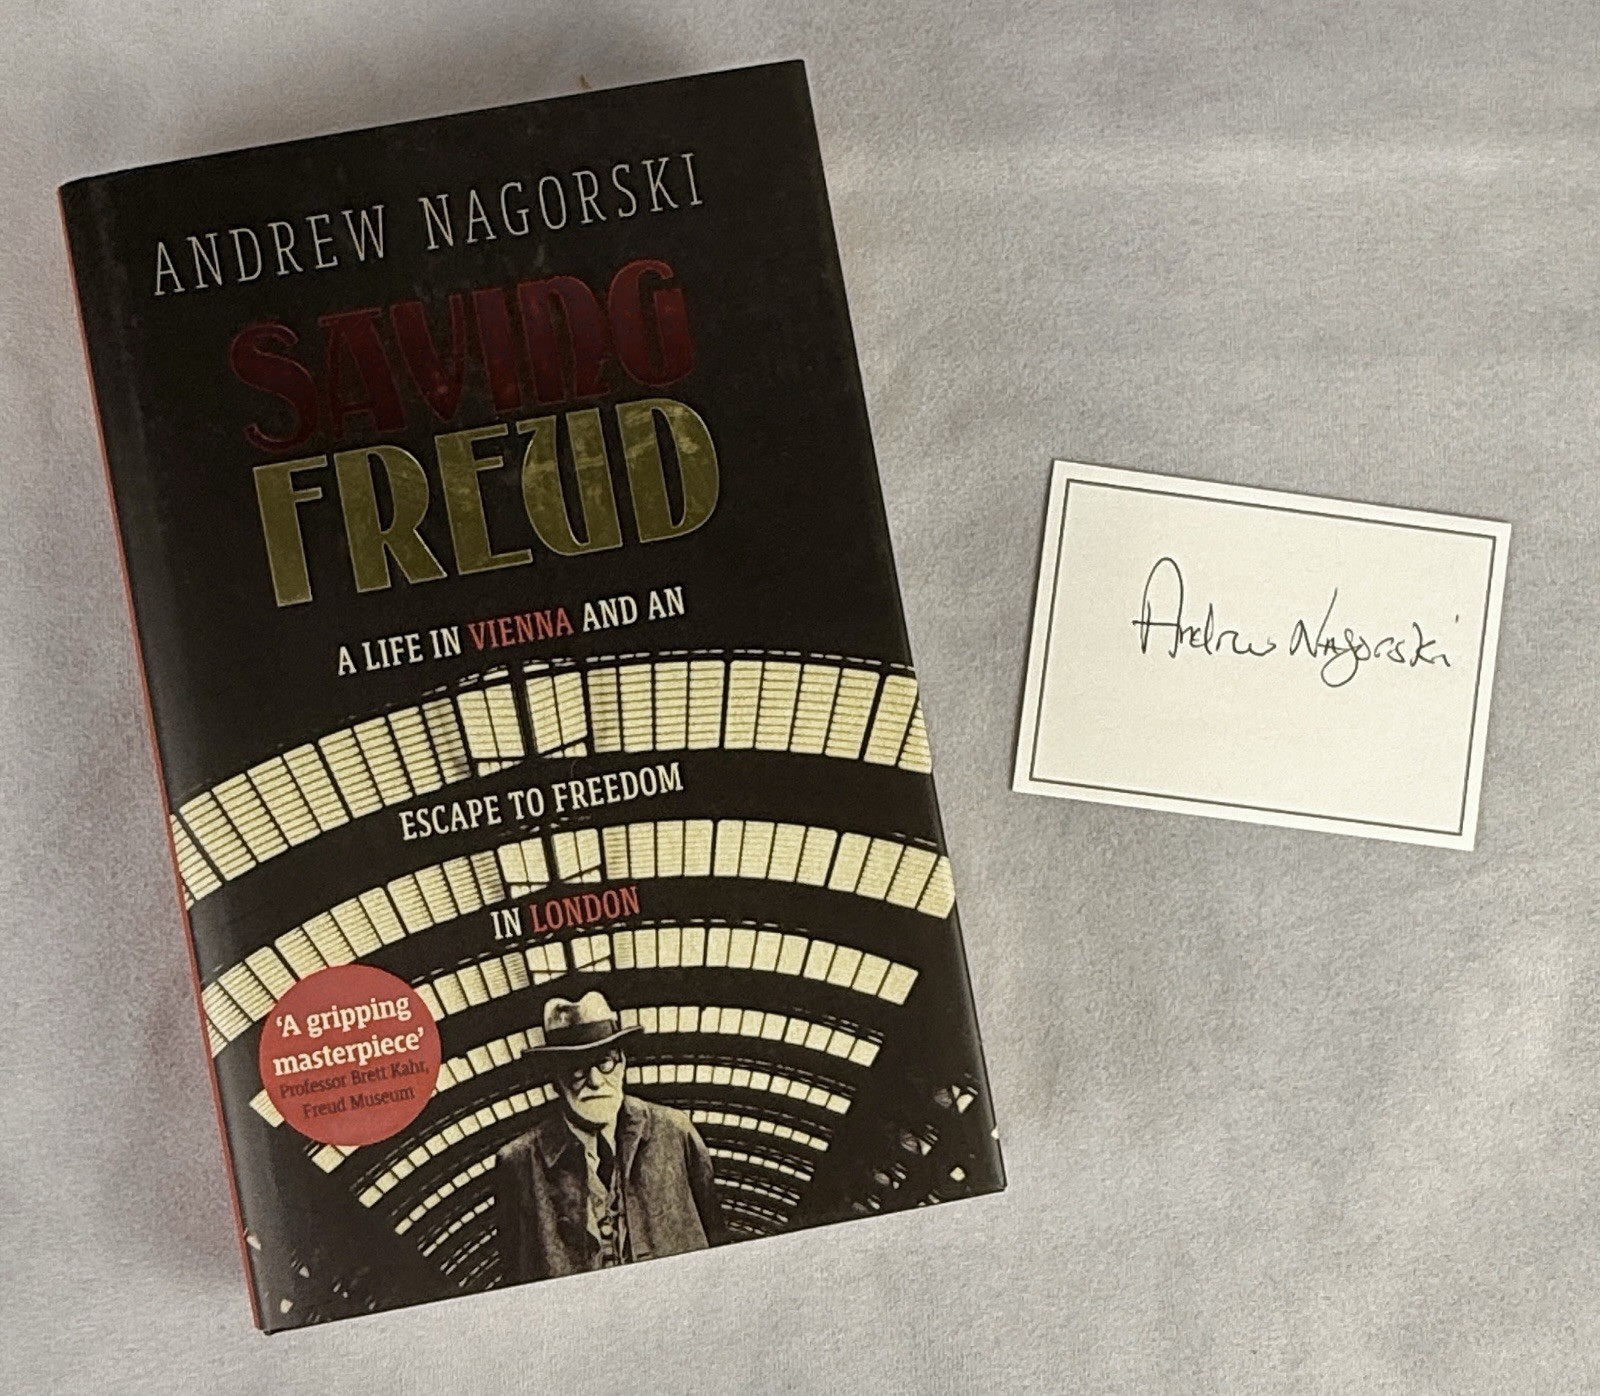 ANDREW NAGORSKI
SAVING
FREUD
A LIFE IN VIENNA AND AN
ESCAPE TO FREEDOM
IN LONDON
‘A gripping
masterpiece’
Professor Brett Kahr,
Freud Museum
Andrew Nagorski